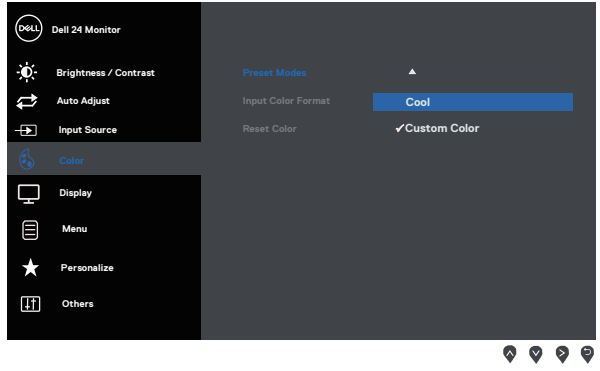 DELL
Dell 24 Monitor
Brightness / Contrast
Auto Adjust
Input Source
Color
Display
Menu
Personalize
Others
Preset Modes
Input Color Format
Reset Color
Cool
✓Custom Color